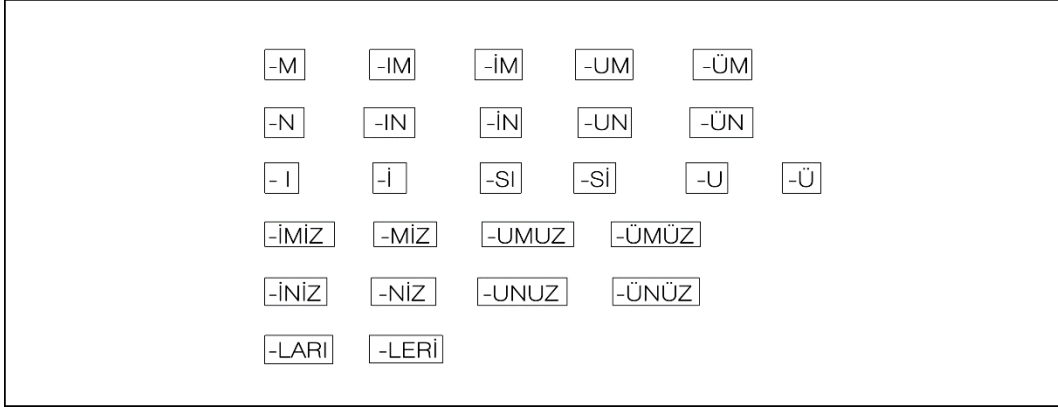 -M -IM -İM -UM -ÜM
-N -IN -İN -UN -ÜN
- I -İ -SI -Sİ -U -Ü
-İMİZ -MİZ -UMUZ -ÜMÜZ
-İNİZ -NİZ -UNUZ -ÜNÜZ
-LARI -LERİ